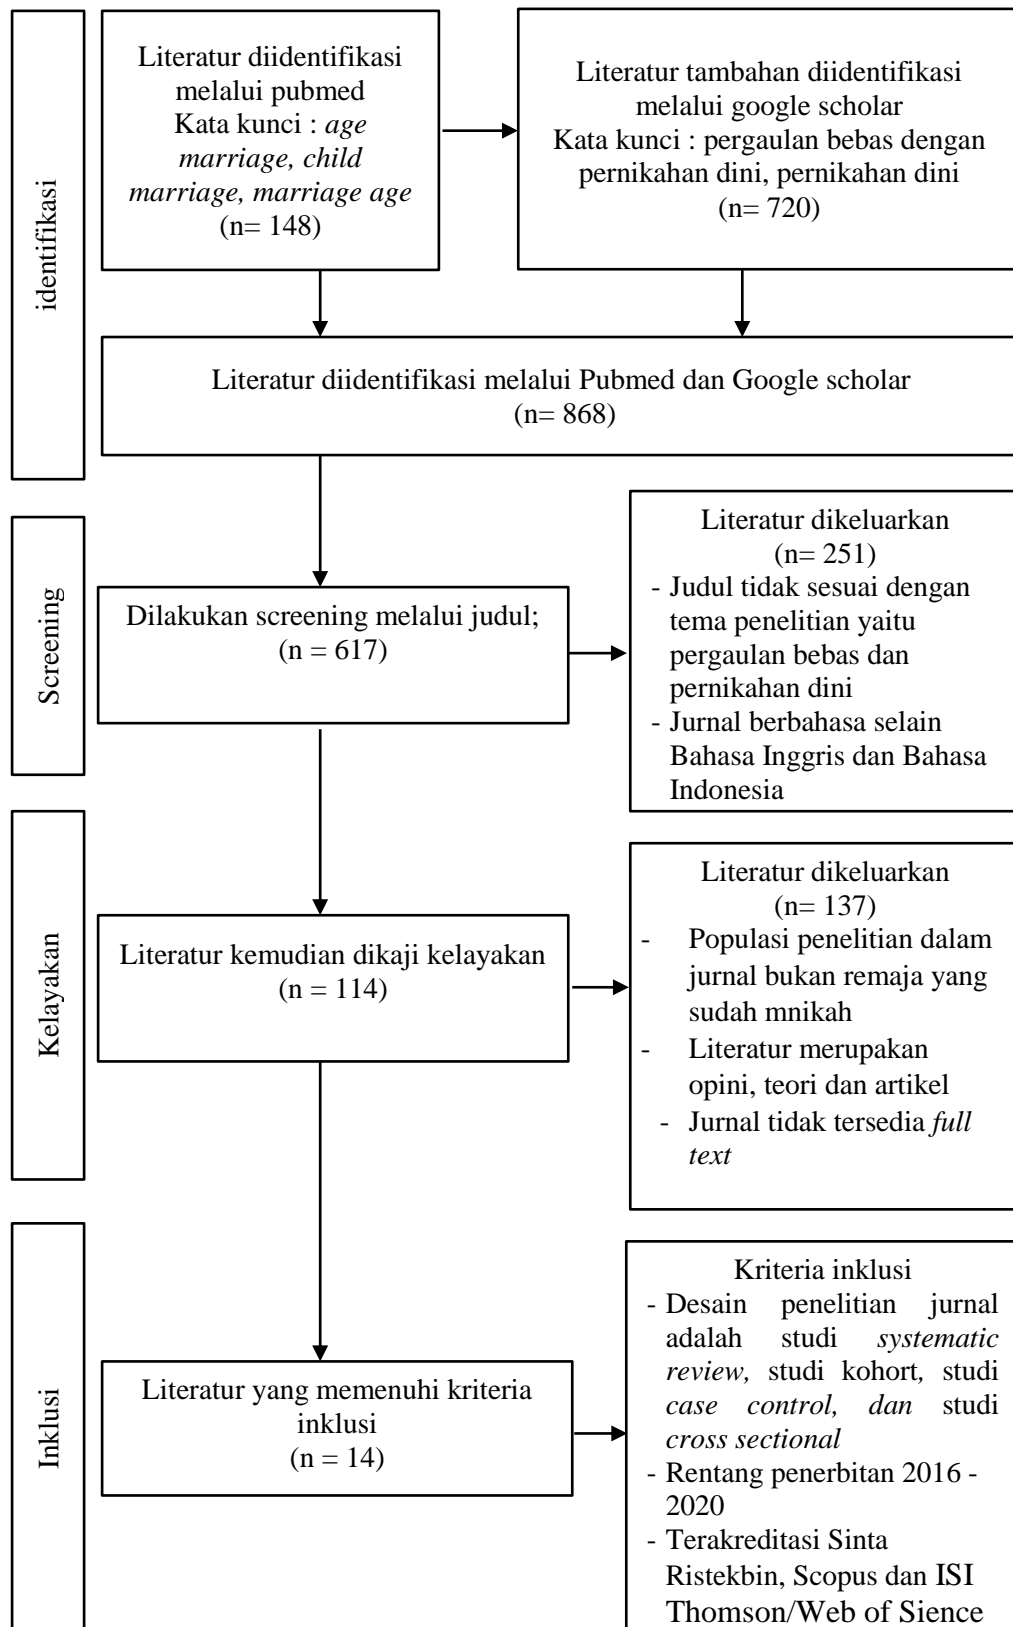 identifikasi
Literatur diidentifikasi
melalui pubmed
Kata kunci : age
marriage, child
marriage, marriage age
(n= 148)
Literatur tambahan diidentifikasi
melalui google scholar
Kata kunci : pergaulan bebas dengan
pernikahan dini, pernikahan dini
(n= 720)
Literatur diidentifikasi melalui Pubmed dan Google scholar
(n= 868)
Screening
Dilakukan screening melalui judul;
(n = 617)
Literatur dikeluarkan
(n= 251)
- Judul tidak sesuai dengan
tema penelitian yaitu
pergaulan bebas dan
pernikahan dini
- Jurnal berbahasa selain
Bahasa Inggris dan Bahasa
Indonesia
Kelayakan
Literatur kemudian dikaji kelayakan
(n = 114)
Literatur dikeluarkan
(n= 137)
- Populasi penelitian dalam
jurnal bukan remaja yang
sudah mnikah
- Literatur merupakan
opini, teori dan artikel
- Jurnal tidak tersedia full
text
Inklusi
Literatur yang memenuhi kriteria
inklusi
(n = 14)
Kriteria inklusi
- Desain penelitian jurnal
adalah studi systematic
review, studi kohort, studi
case control, dan studi
cross sectional
- Rentang penerbitan 2016 -
2020
- Terakreditasi Sinta
Ristekbin, Scopus dan ISI
Thomson/Web of Sience